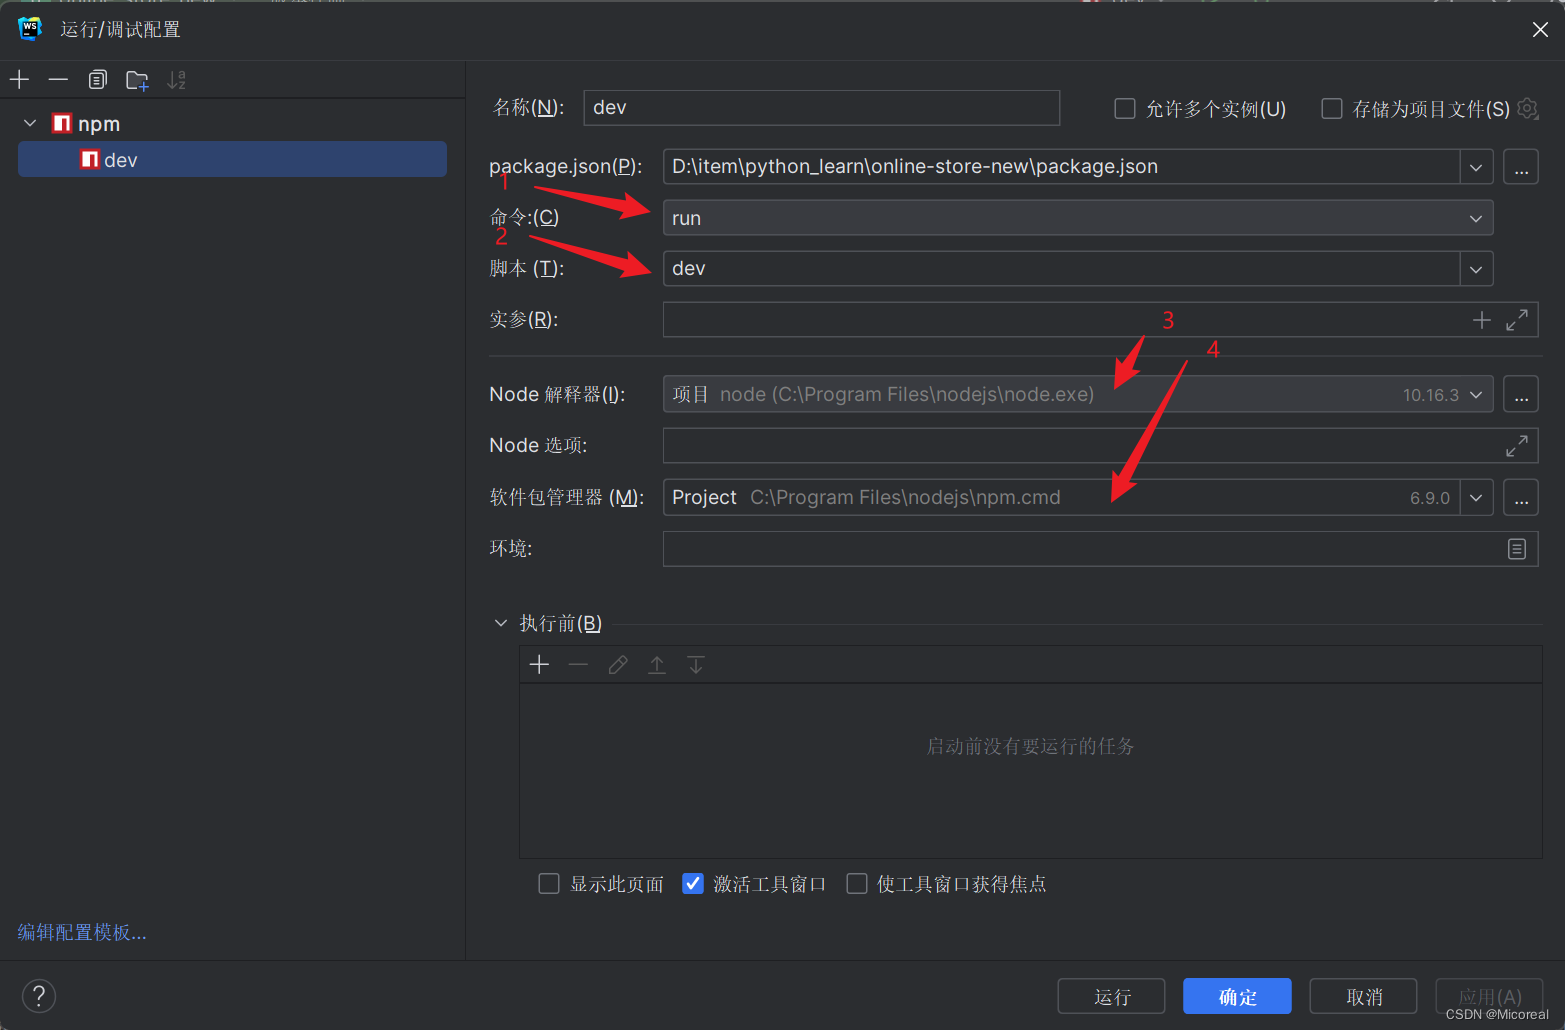 运行/调试配置
npm
dev
名称(N): dev 允许多个实例(U) 存储为项目文件(S)
package.json(P): D:\item\python_learn\online-store-new\package.json ...
1
命令:(C) run
2
脚本 (T): dev
实参(R):
3
4
Node 解释器(I): 项目 node (C:\Program Files\nodejs\node.exe) 10.16.3 ...
Node 选项:
软件包管理器 (M): Project C:\Program Files\nodejs\npm.cmd 6.9.0 ...
环境:
执行前(B)
启动前没有要运行的任务
显示此页面 激活工具窗口 使工具窗口获得焦点
编辑配置模板...
? 运行 确定 取消 应用(A)
CSDN @Micoreal